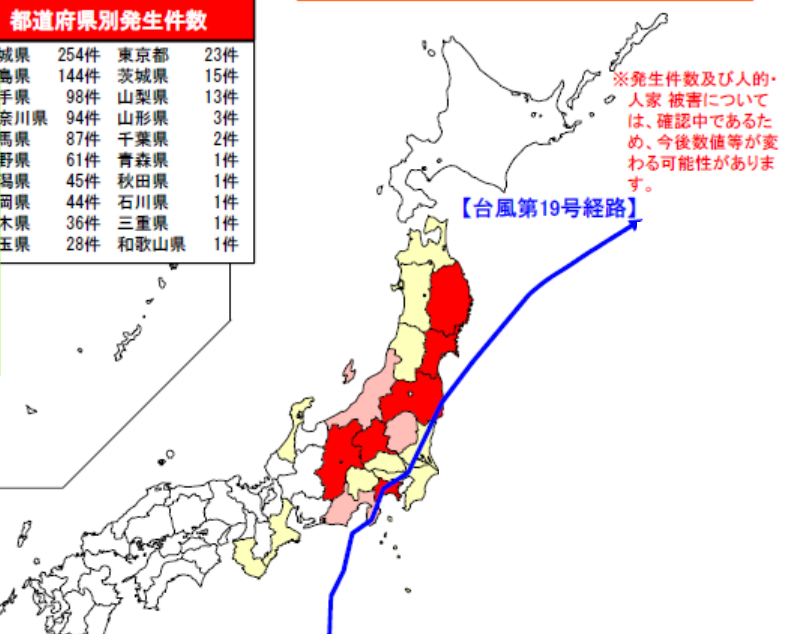 都道府県別発生件数
城県 254件 東京都 23件
島県 144件 茨城県 15件
手県 98件 山梨県 13件
奈川県 94件 山形県 3件
馬県 87件 千葉県 2件
野県 61件 青森県 1件
潟県 45件 秋田県 1件
岡県 44件 石川県 1件
木県 36件 三重県 1件
玉県 28件 和歌山県 1件
※発生件数及び人的・
人家 被害について
は、確認中であるた
め、今後数値等が変
わる可能性がありま
す。
【台風第19号経路】